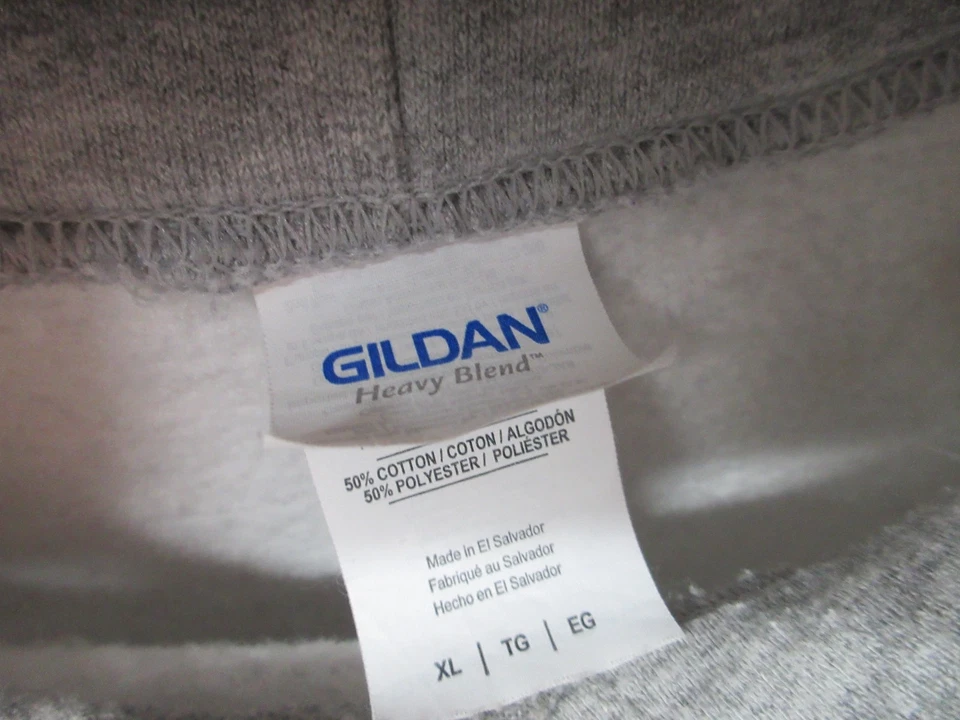 GILDAN®
Heavy Blend™
50% COTTON / COTON / ALGODÓN
50% POLYESTER / POLIÉSTER
Made in El Salvador
Fabriqué au Salvador
Hecho en El Salvador
XL | TG | EG